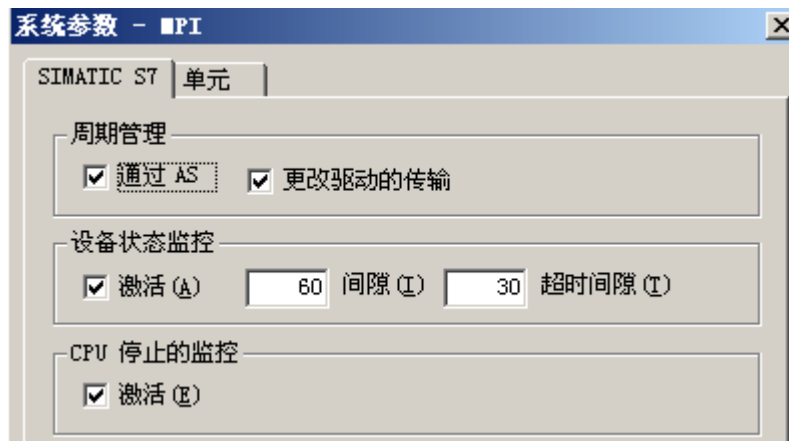 系统参数 - MPI
SIMATIC S7 单元
周期管理
通过 AS 更改驱动的传输
设备状态监控
激活(A) 60 间隙(I) 30 超时间隙(T)
CPU 停止的监控
激活(E)